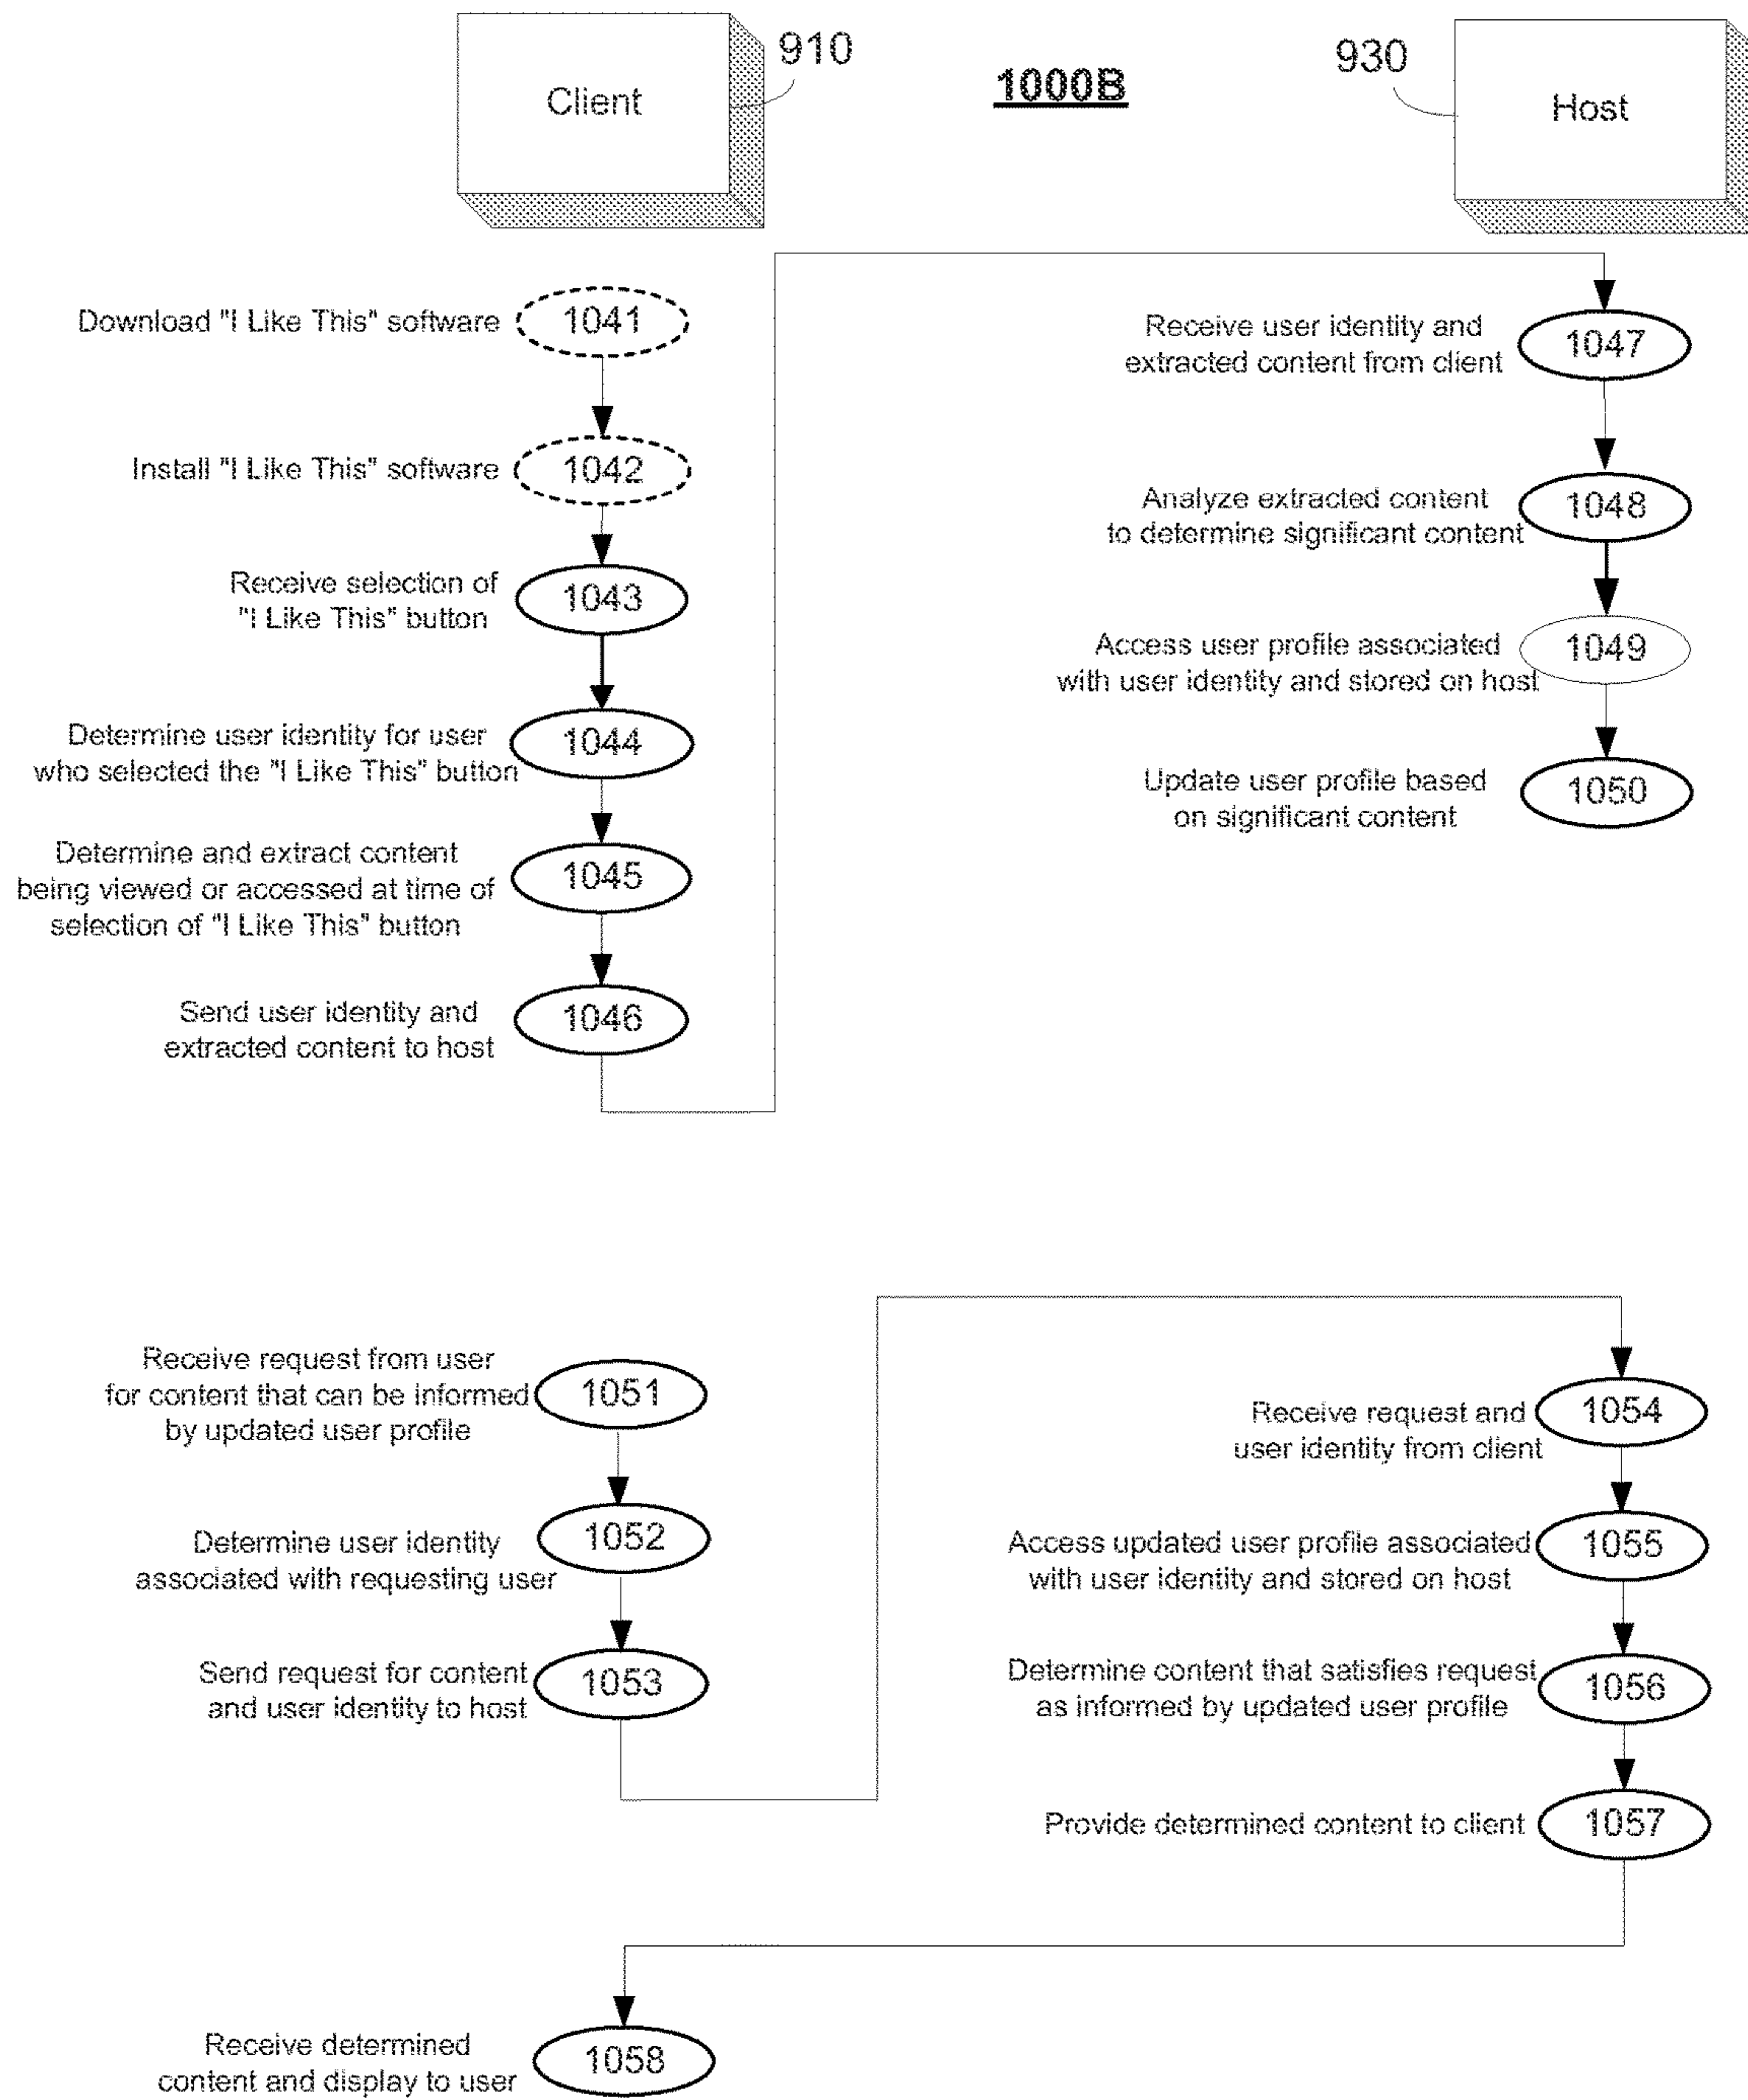 Client
910
1000B
930
Host
Download "I Like This" software
1041
Install "I Like This" software
1042
Receive selection of
"I Like This" button
1043
Determine user identity for user
who selected the "I Like This" button
1044
Determine and extract content
being viewed or accessed at time of
selection of "I Like This" button
1045
Send user identity and
extracted content to host
1046
Receive user identity and
extracted content from client
1047
Analyze extracted content
to determine significant content
1048
Access user profile associated
with user identity and stored on host
1049
Update user profile based
on significant content
1050
Receive request from user
for content that can be informed
by updated user profile
1051
Determine user identity
associated with requesting user
1052
Send request for content
and user identity to host
1053
Receive request and
user identity from client
1054
Access updated user profile associated
with user identity and stored on host
1055
Determine content that satisfies request
as informed by updated user profile
1056
Provide determined content to client
1057
Receive determined
content and display to user
1058